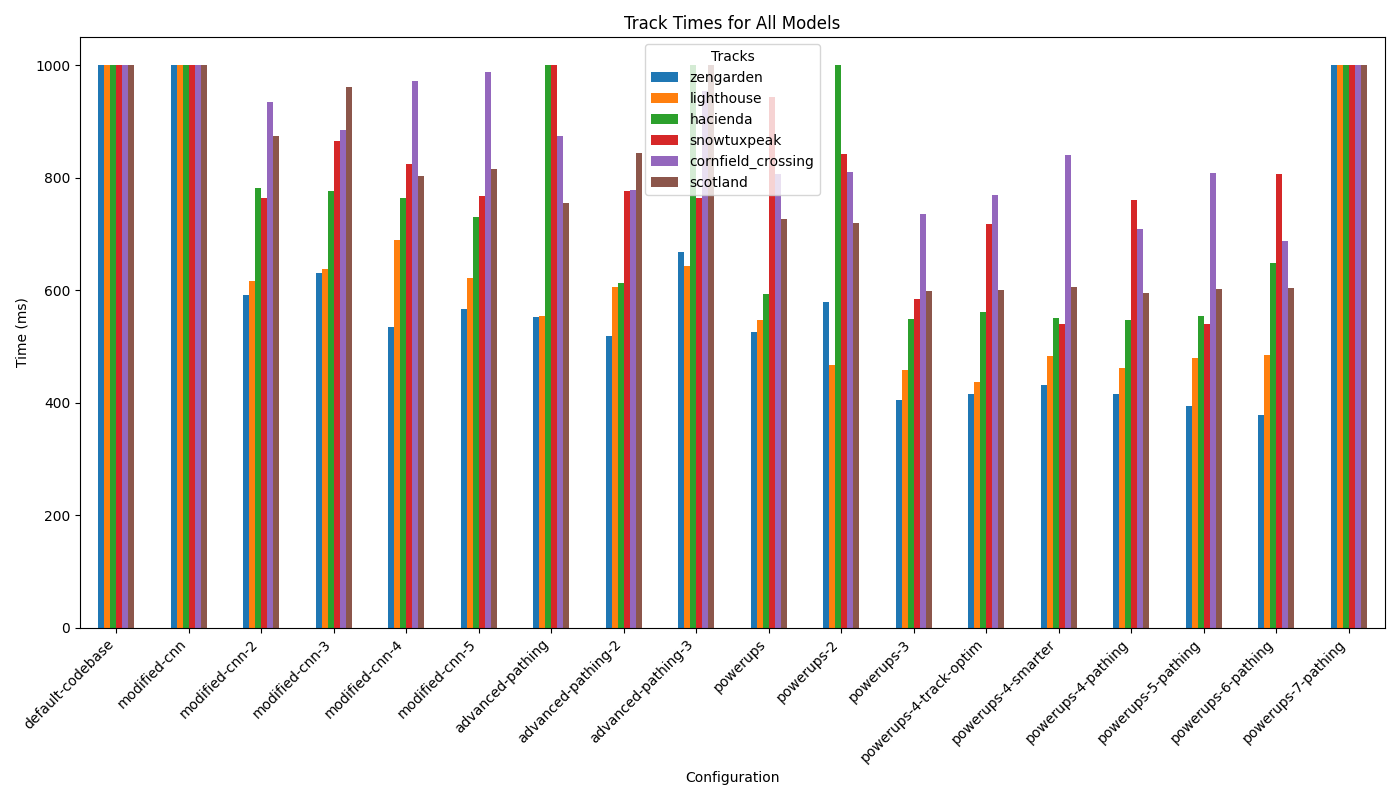 Track Times for All Models
Tracks
zengarden
lighthouse
hacienda
snowtuxpeak
cornfield_crossing
scotland
Time (ms)
1000
800
600
400
200
0
default-codebase
modified-cnn
modified-cnn-2
modified-cnn-3
modified-cnn-4
modified-cnn-5
advanced-pathing
advanced-pathing-2
advanced-pathing-3
powerups
powerups-2
powerups-3
powerups-4-track-optim
powerups-4-smarter
powerups-4-pathing
powerups-5-pathing
powerups-6-pathing
powerups-7-pathing
Configuration